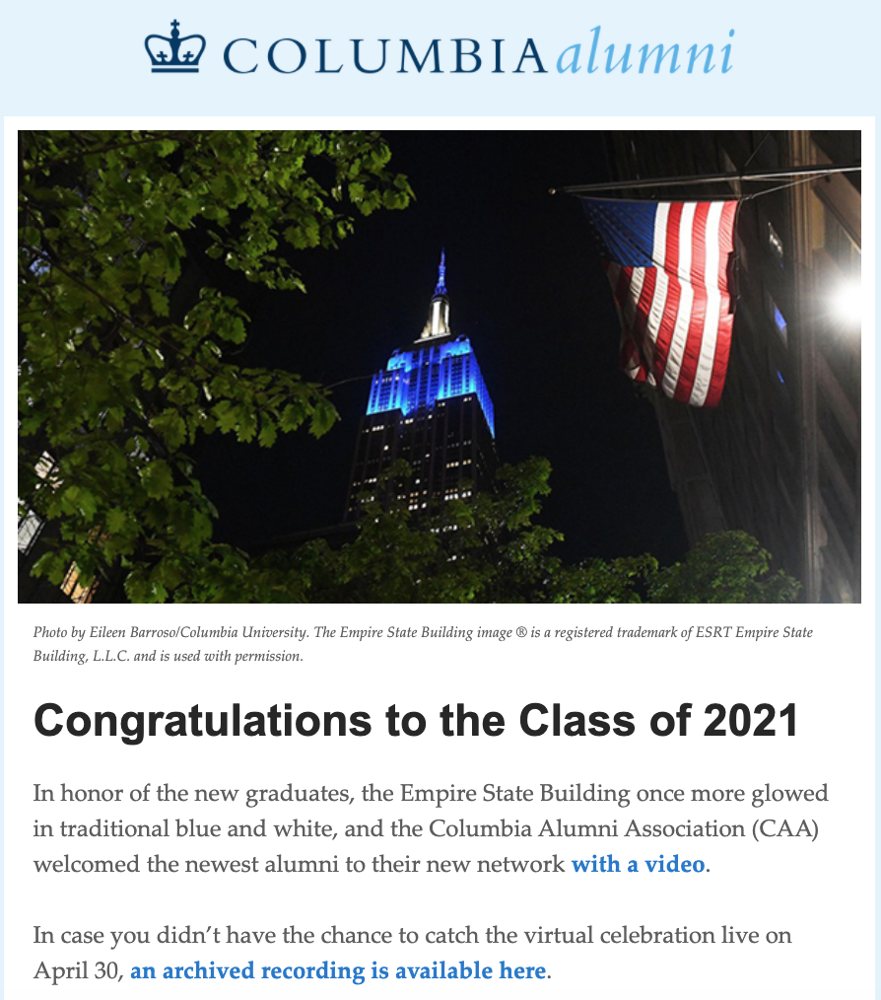 COLUMBIA alumni
Photo by Eileen Barroso/Columbia University. The Empire State Building image ® is a registered trademark of ESRT Empire State
Building, L.L.C. and is used with permission.
Congratulations to the Class of 2021
In honor of the new graduates, the Empire State Building once more glowed
in traditional blue and white, and the Columbia Alumni Association (CAA)
welcomed the newest alumni to their new network with a video.
In case you didn’t have the chance to catch the virtual celebration live on
April 30, an archived recording is available here.